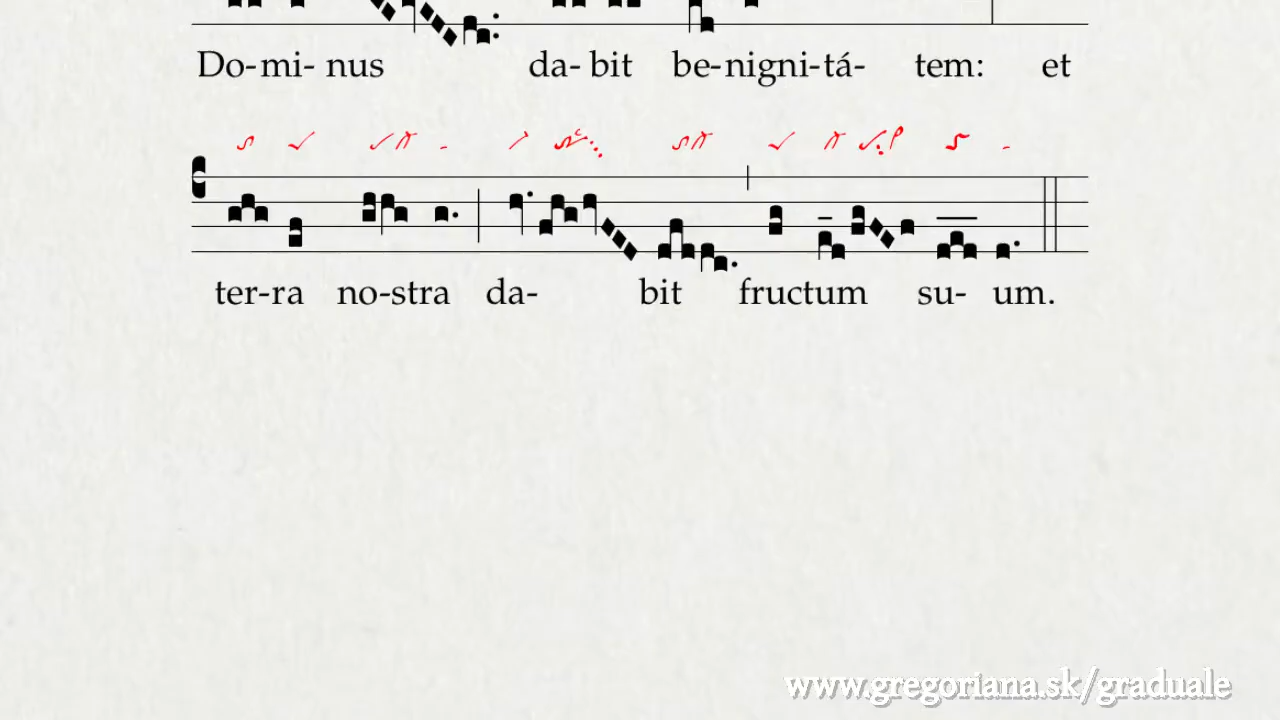 Do-mi- nus da- bit be-nigni-tá- tem: et
ter-ra no-stra da- bit fructum su- um.
www.gregoriana.sk/graduale